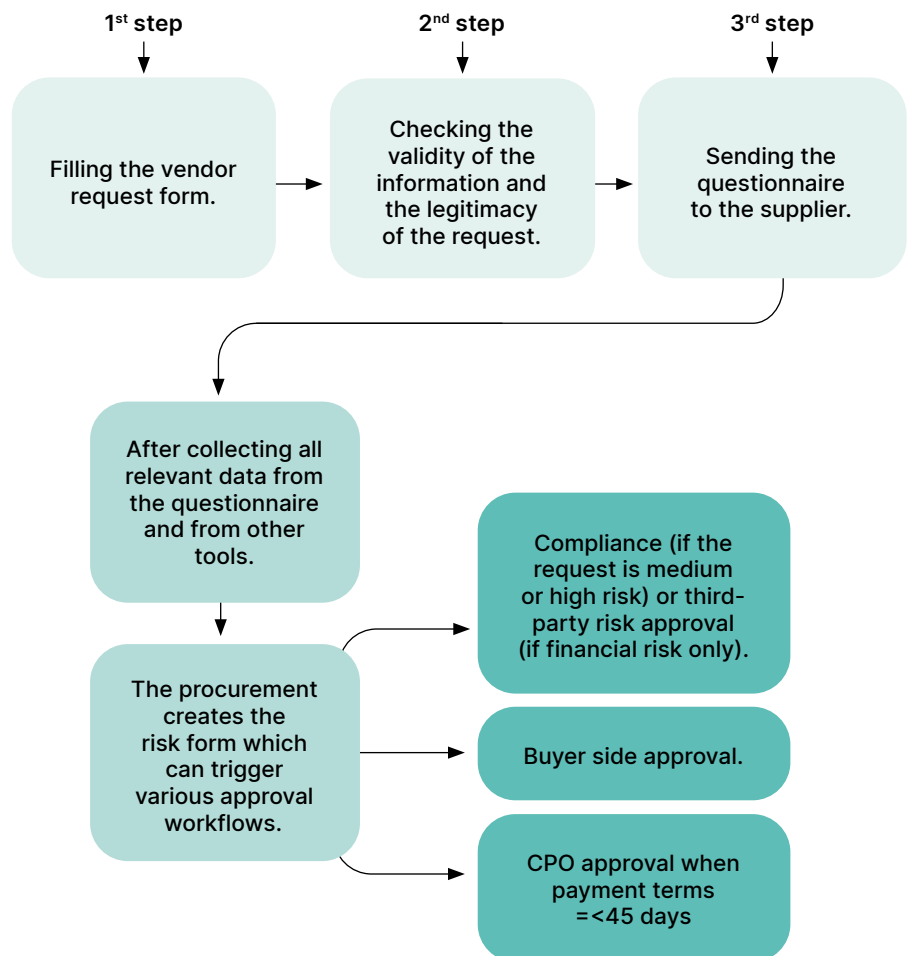 1st step
2nd step
3rd step
Filling the vendor
request form.
Checking the
validity of the
information and
the legitimacy
of the request.
Sending the
questionnaire
to the supplier.
After collecting all
relevant data from
the questionnaire
and from other
tools.
The procurement
creates the
risk form which
can trigger
various approval
workflows.
Compliance (if the
request is medium
or high risk) or third-
party risk approval
(if financial risk only).
Buyer side approval.
CPO approval when
payment terms
=<45 days